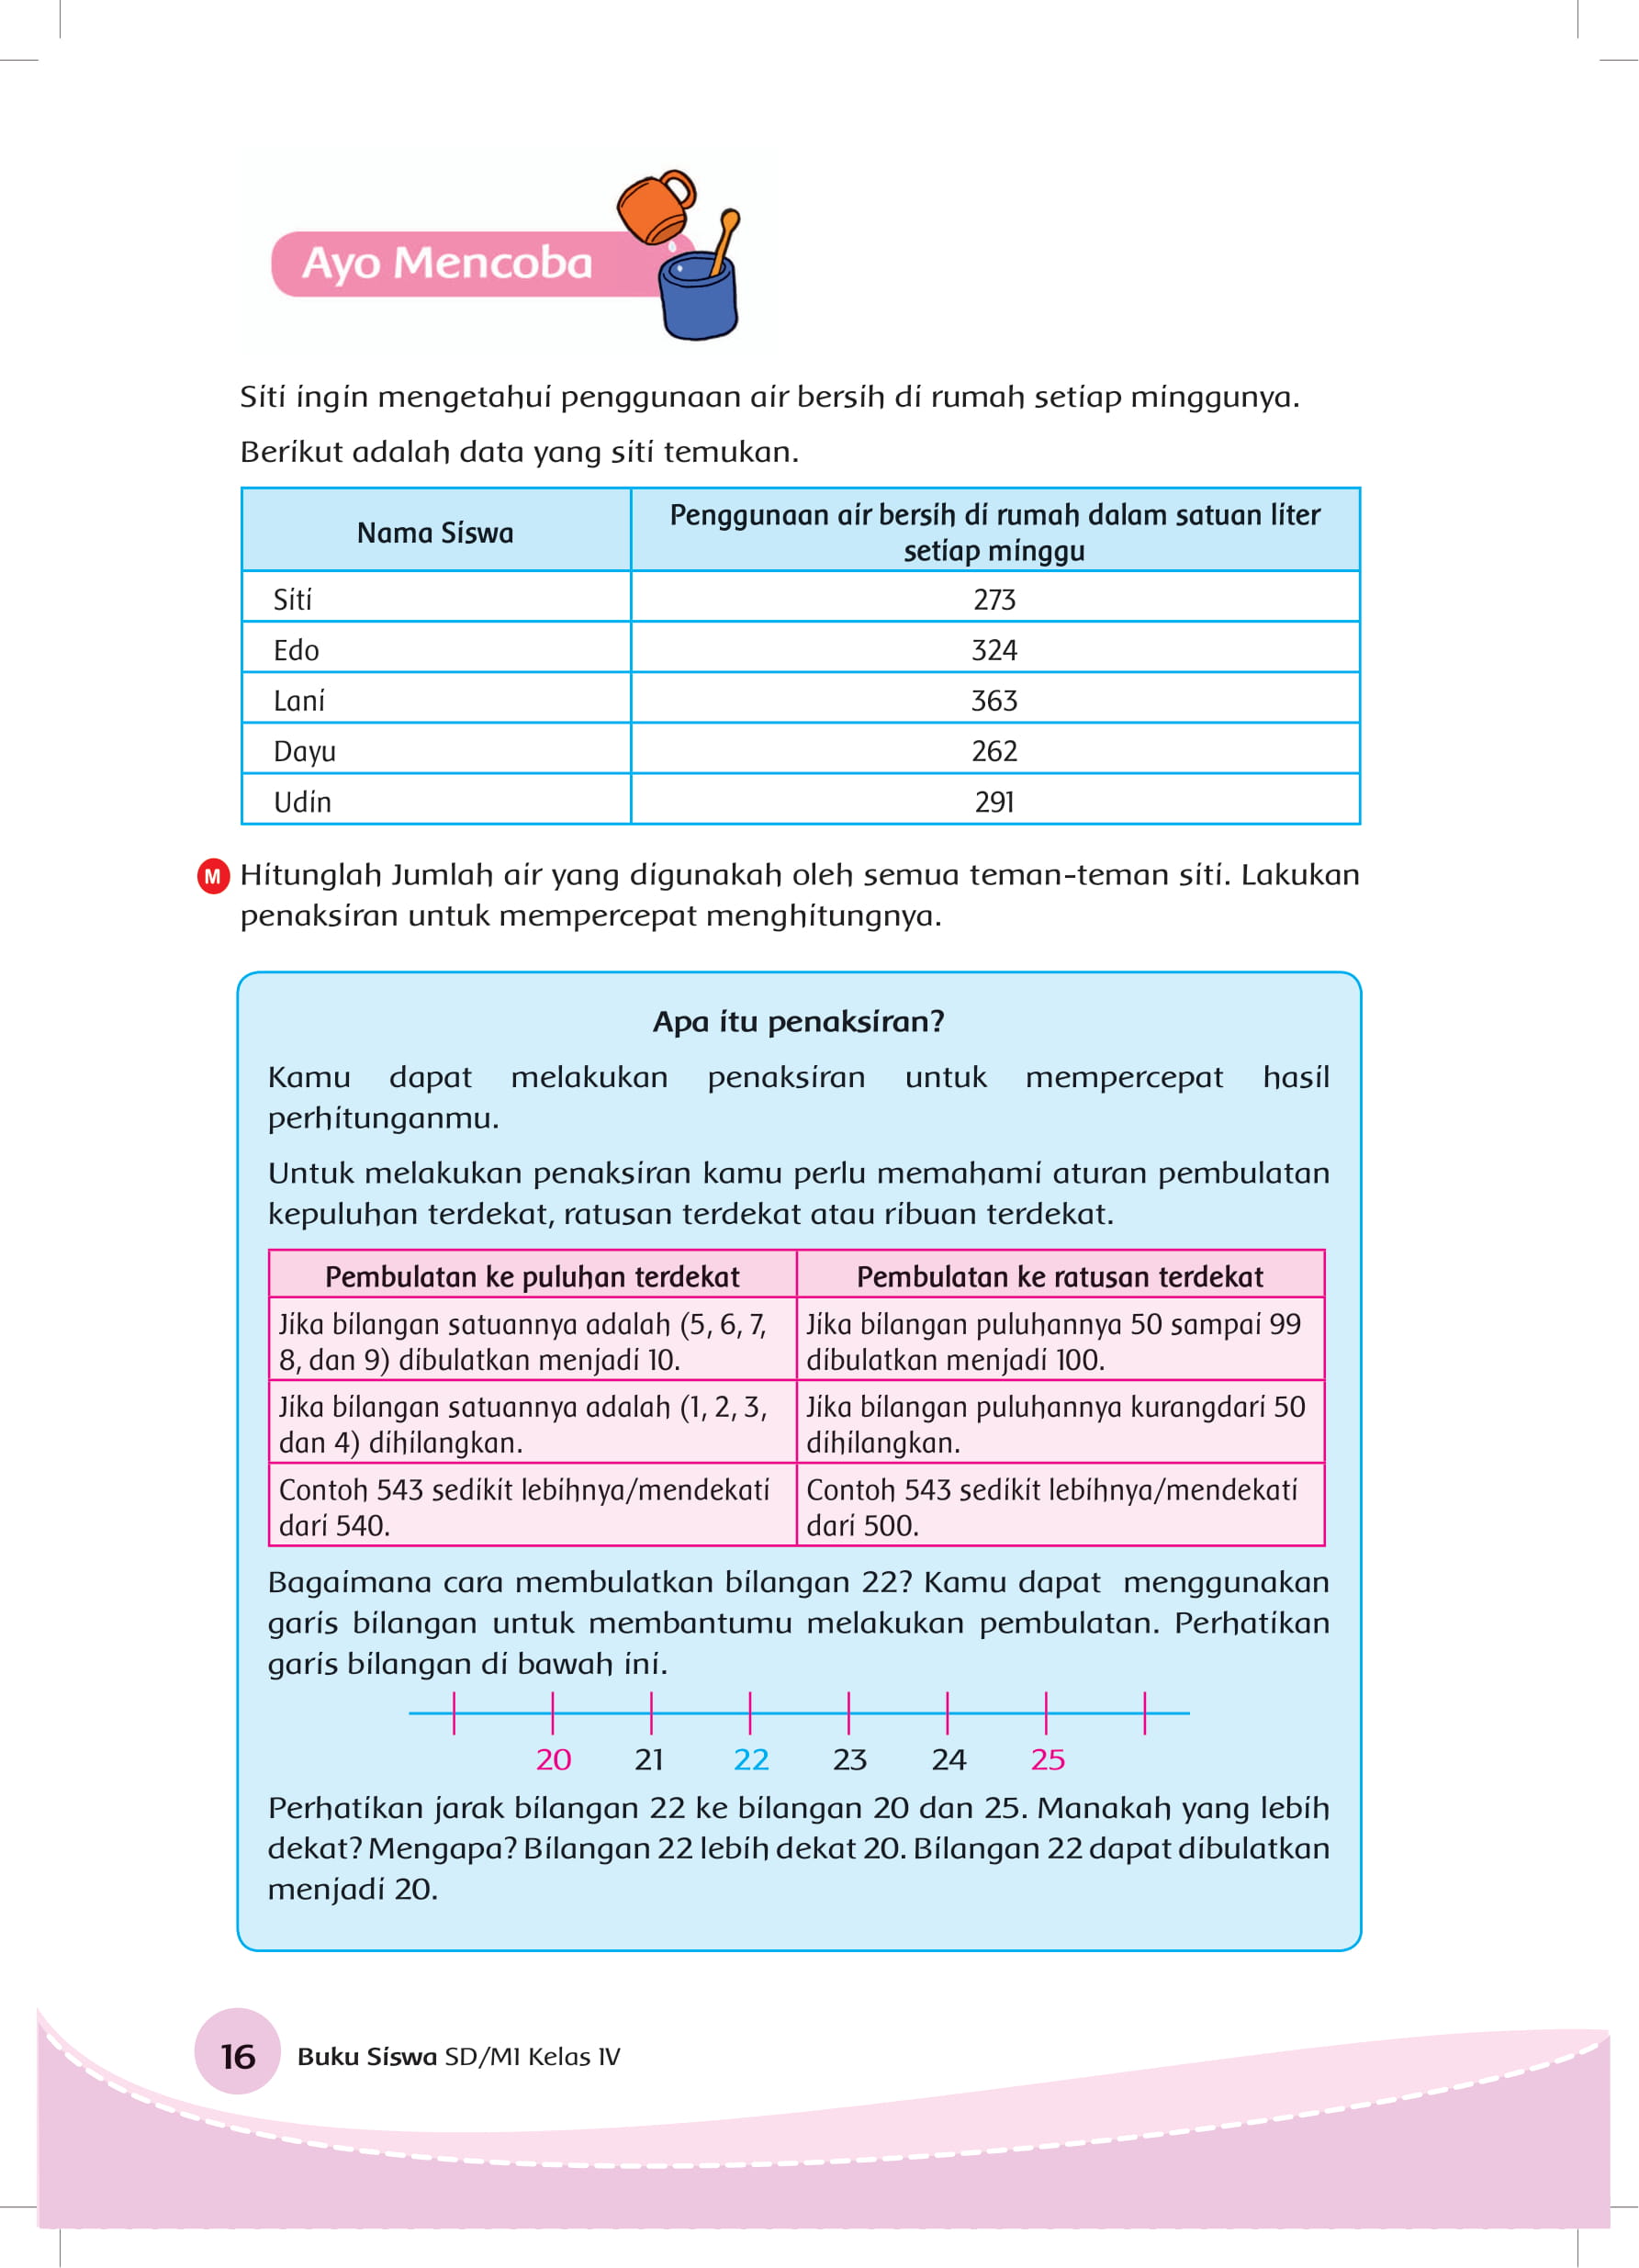 Ayo Mencoba
Siti ingin mengetahui penggunaan air bersih di rumah setiap minggunya.
Berikut adalah data yang siti temukan.
Nama Siswa
Penggunaan air bersih di rumah dalam satuan liter
setiap minggu
Siti 273
Edo 324
Lani 363
Dayu 262
Udin 291
M Hitunglah Jumlah air yang digunakah oleh semua teman-teman siti. Lakukan
penaksiran untuk mempercepat menghitungnya.
Apa itu penaksiran?
Kamu dapat melakukan penaksiran untuk mempercepat hasil
perhitunganmu.
Untuk melakukan penaksiran kamu perlu memahami aturan pembulatan
kepuluhan terdekat, ratusan terdekat atau ribuan terdekat.
Pembulatan ke puluhan terdekat
Pembulatan ke ratusan terdekat
Jika bilangan satuannya adalah (5, 6, 7,
8, dan 9) dibulatkan menjadi 10.
Jika bilangan puluhannya 50 sampai 99
dibulatkan menjadi 100.
Jika bilangan satuannya adalah (1, 2, 3,
dan 4) dihilangkan.
Jika bilangan puluhannya kurangdari 50
dihilangkan.
Contoh 543 sedikit lebihnya/mendekati
dari 540.
Contoh 543 sedikit lebihnya/mendekati
dari 500.
Bagaimana cara membulatkan bilangan 22? Kamu dapat menggunakan
garis bilangan untuk membantumu melakukan pembulatan. Perhatikan
garis bilangan di bawah ini.
20 21 22 23 24 25
Perhatikan jarak bilangan 22 ke bilangan 20 dan 25. Manakah yang lebih
dekat? Mengapa? Bilangan 22 lebih dekat 20. Bilangan 22 dapat dibulatkan
menjadi 20.
16 Buku Siswa SD/MI Kelas IV